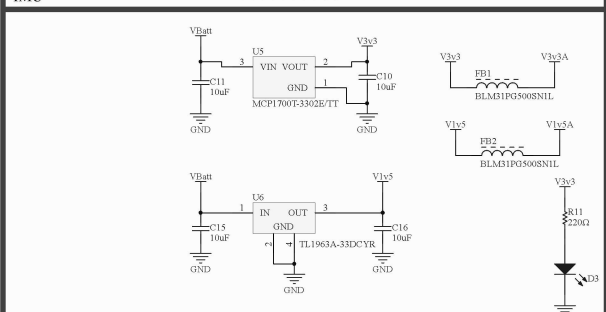 VBatt
U5
V3v3
3 VIN VOUT 2
C11
10uF
GND 1
C10
10uF
MCP1700T-3302E/TT
GND
GND
V3v3
V3v3A
FB1
BLM31PG500SN1L
V1v5
V1v5A
FB2
BLM31PG500SN1L
VBatt
U6
V1v5
1 IN OUT 3
GND
C15
10uF
2 4
TL1963A-33DCYR
C16
10uF
GND
GND
GND
V3v3
R11
220Ω
D3